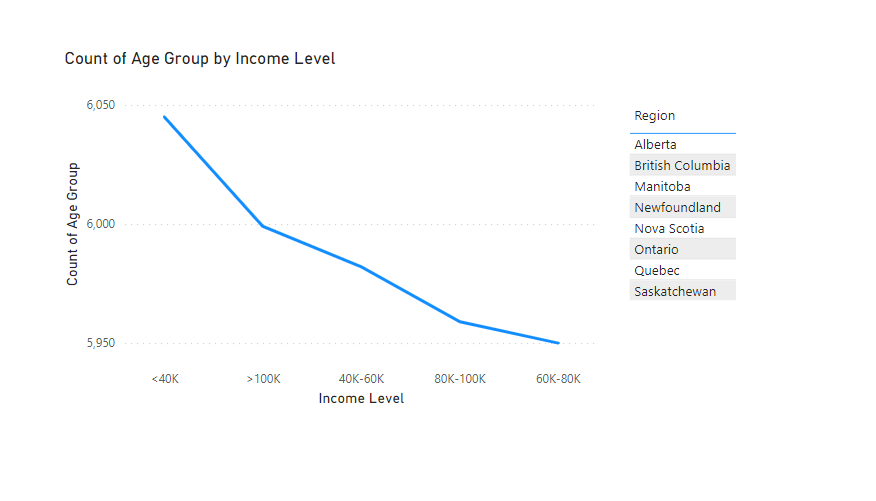 Count of Age Group by Income Level
6,050
6,000
5,950
Count of Age Group
<40K
>100K
40K-60K
80K-100K
60K-80K
Income Level
Region
Alberta
British Columbia
Manitoba
Newfoundland
Nova Scotia
Ontario
Quebec
Saskatchewan